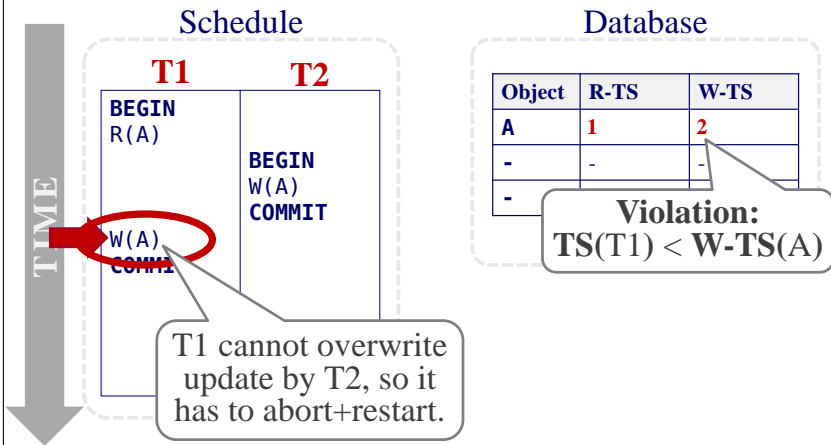 Schedule
T1
T2
BEGIN
R(A)
BEGIN
W(A)
COMMIT
W(A)
COMMI
T1 cannot overwrite
update by T2, so it
has to abort+restart.
TIME
Database
Object R-TS W-TS
A 1 2
- - -
-
Violation:
TS(T1) < W-TS(A)